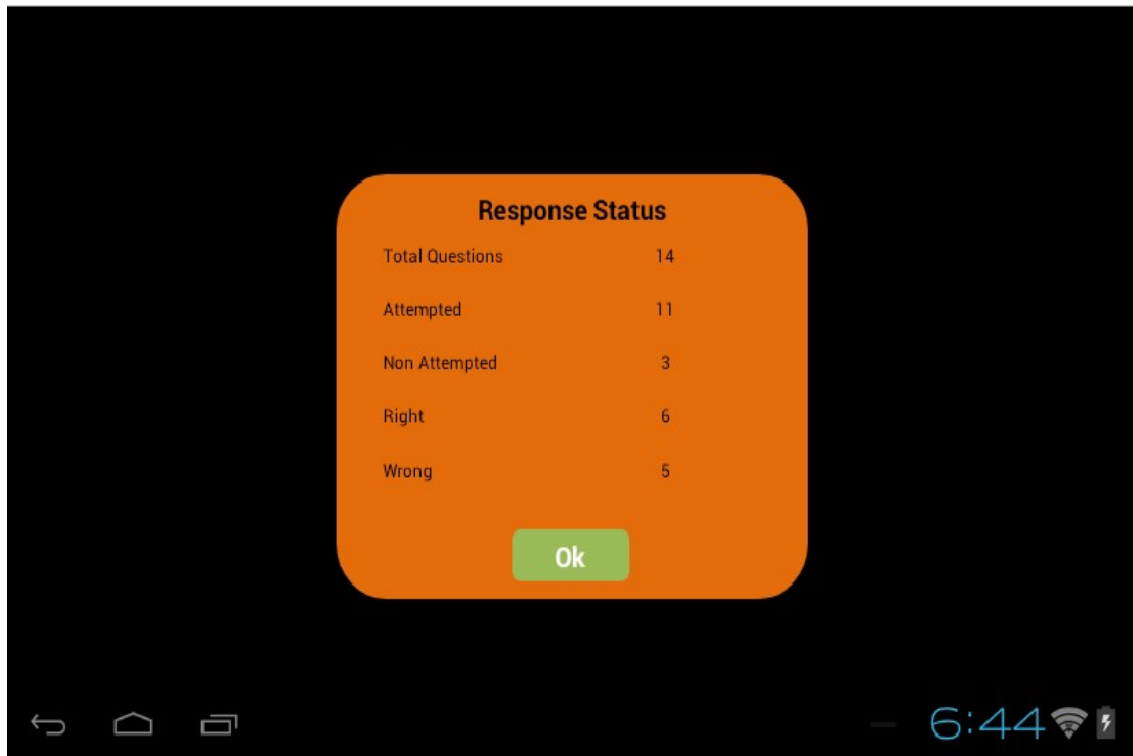 Response Status
Total Questions 14
Attempted 11
Non Attempted 3
Right 6
Wrong 5
Ok
6:44